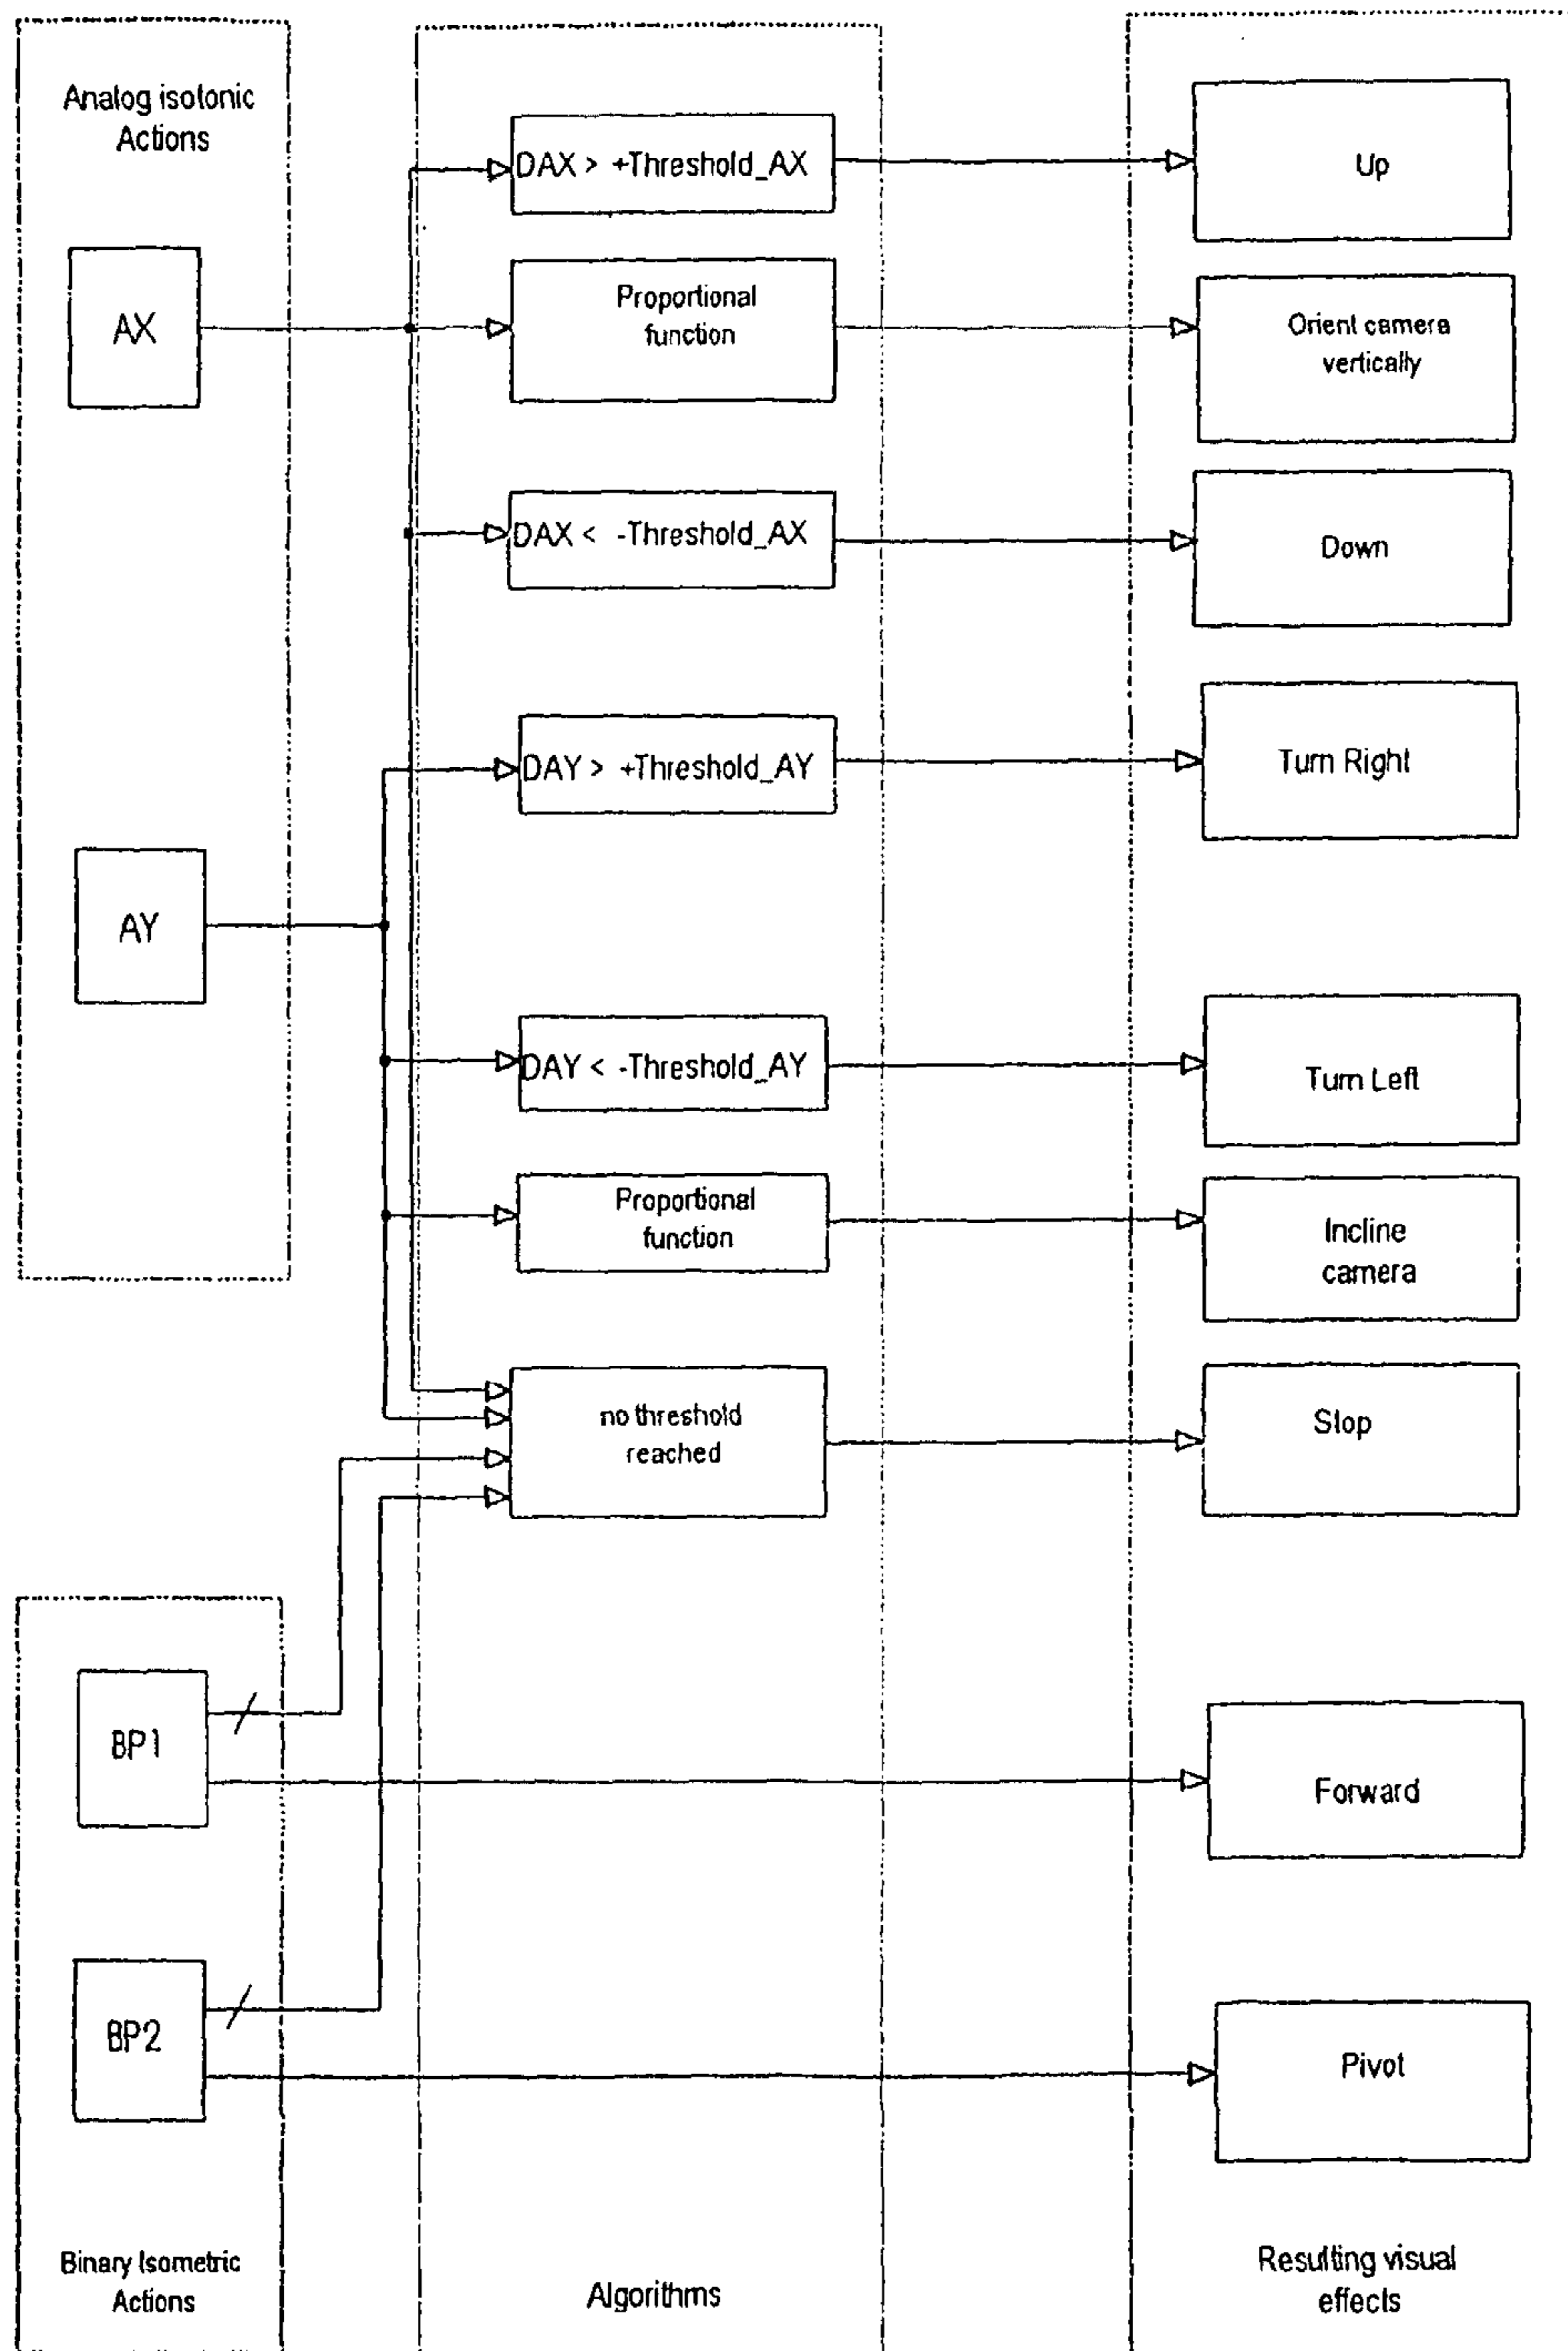 Analog isotonic
Actions
AX
AY
DAX > +Threshold_AX
Proportional
function
DAX < -Threshold_AX
DAY > +Threshold_AY
DAY < -Threshold_AY
Proportional
function
no threshold
reached
Up
Orient camera
vertically
Down
Turn Right
Turn Left
Incline
camera
Stop
Forward
Pivot
BP1
BP2
Binary Isometric
Actions
Algorithms
Resulting visual
effects